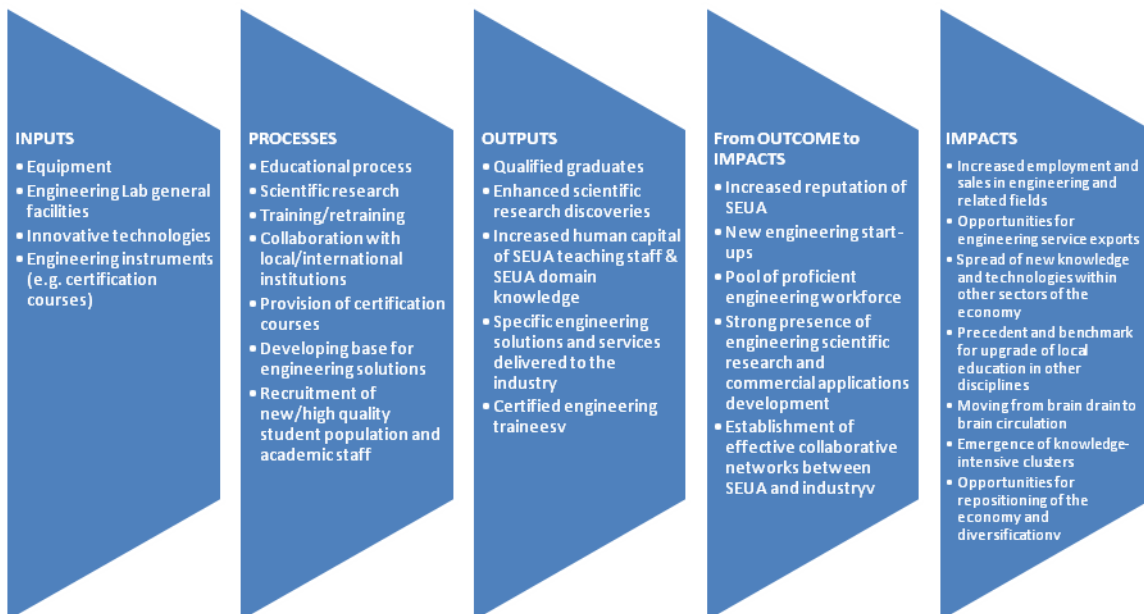 INPUTS
▪ Equipment
▪ Engineering Lab general
facilities
▪ Innovative technologies
▪ Engineering instruments
(e.g. certification
courses)
PROCESSES
▪ Educational process
▪ Scientific research
▪ Training/retraining
▪ Collaboration with
local/international
institutions
▪ Provision of certification
courses
▪ Developing base for
engineering solutions
▪ Recruitment of
new/high quality
student population and
academic staff
OUTPUTS
▪ Qualified graduates
▪ Enhanced scientific
research discoveries
▪ Increased human capital
of SEUA teaching staff &
SEUA domain
knowledge
▪ Specific engineering
solutions and services
delivered to the
industry
▪ Certified engineering
traineesv
From OUTCOME to
IMPACTS
▪ Increased reputation of
SEUA
▪ New engineering start-
ups
▪ Pool of proficient
engineering workforce
▪ Strong presence of
engineering scientific
research and
commercial applications
development
▪ Establishment of
effective collaborative
networks between
SEUA and industryv
IMPACTS
▪ Increased employment and
sales in engineering and
related fields
▪ Opportunities for
engineering service exports
▪ Spread of new knowledge
and technologies within
other sectors of the
economy
▪ Precedent and benchmark
for upgrade of local
education in other
disciplines
▪ Moving from brain drain to
brain circulation
▪ Emergence of knowledge-
intensive clusters
▪ Opportunities for
repositioning of the
economy and
diversificationv